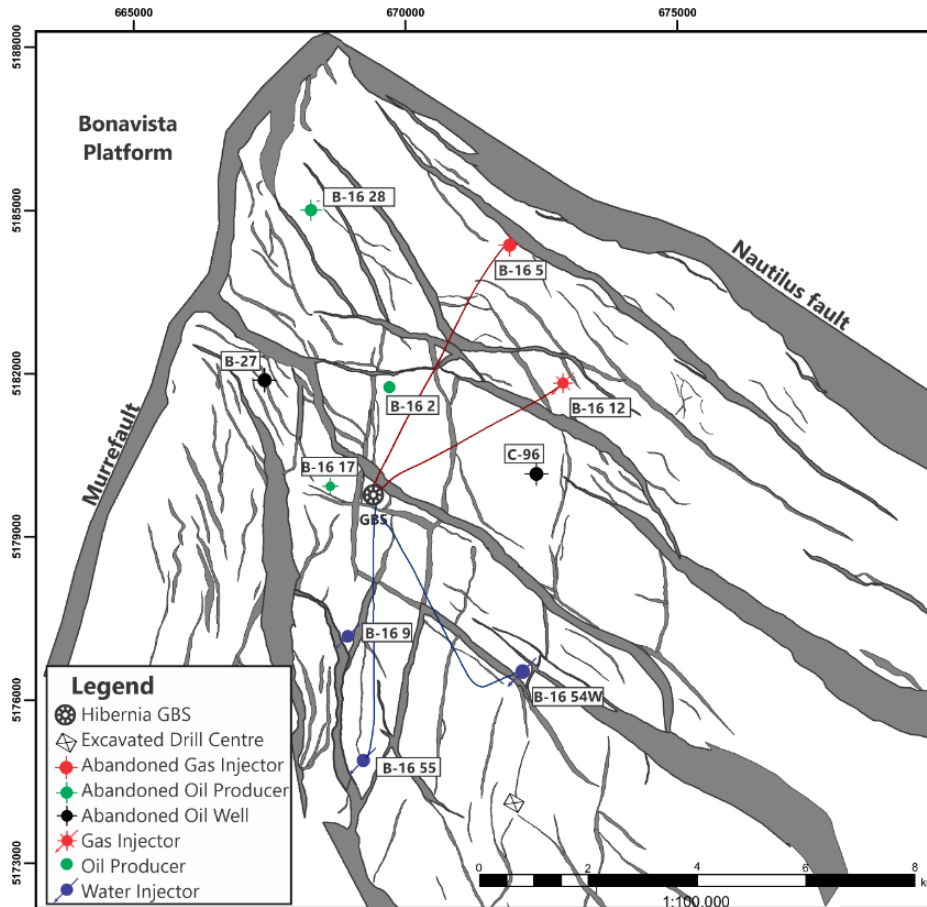 665000
670000
675000
5188000
Bonavista
Platform
B-16 28
5185000
B-16 5
Nautilus fault
B-27
5182000
B-16 2
B-16 12
Murrefault
C-96
B-16 17
GBS
5179000
B-16 9
B-16 54W
5176000
B-16 55
Legend
Hibernia GBS
Excavated Drill Centre
Abandoned Gas Injector
Abandoned Oil Producer
Abandoned Oil Well
Gas Injector
Oil Producer
Water Injector
5173000
0 2 4 6 8
1:100,000